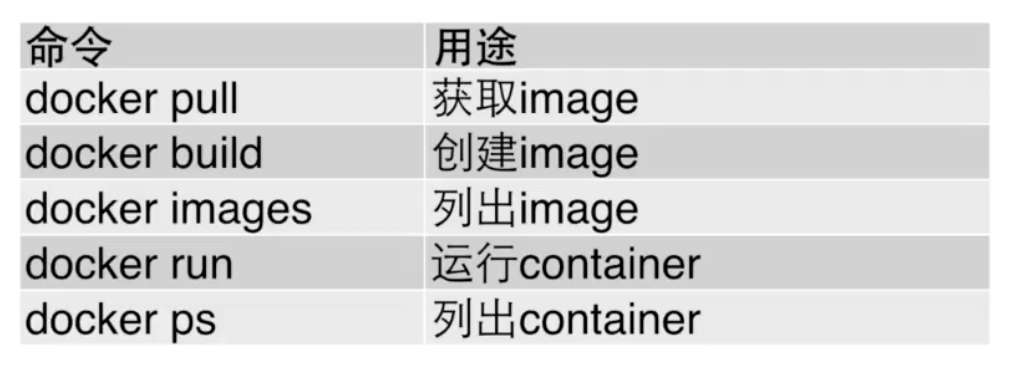 命令 用途
docker pull 获取image
docker build 创建image
docker images 列出image
docker run 运行container
docker ps 列出container